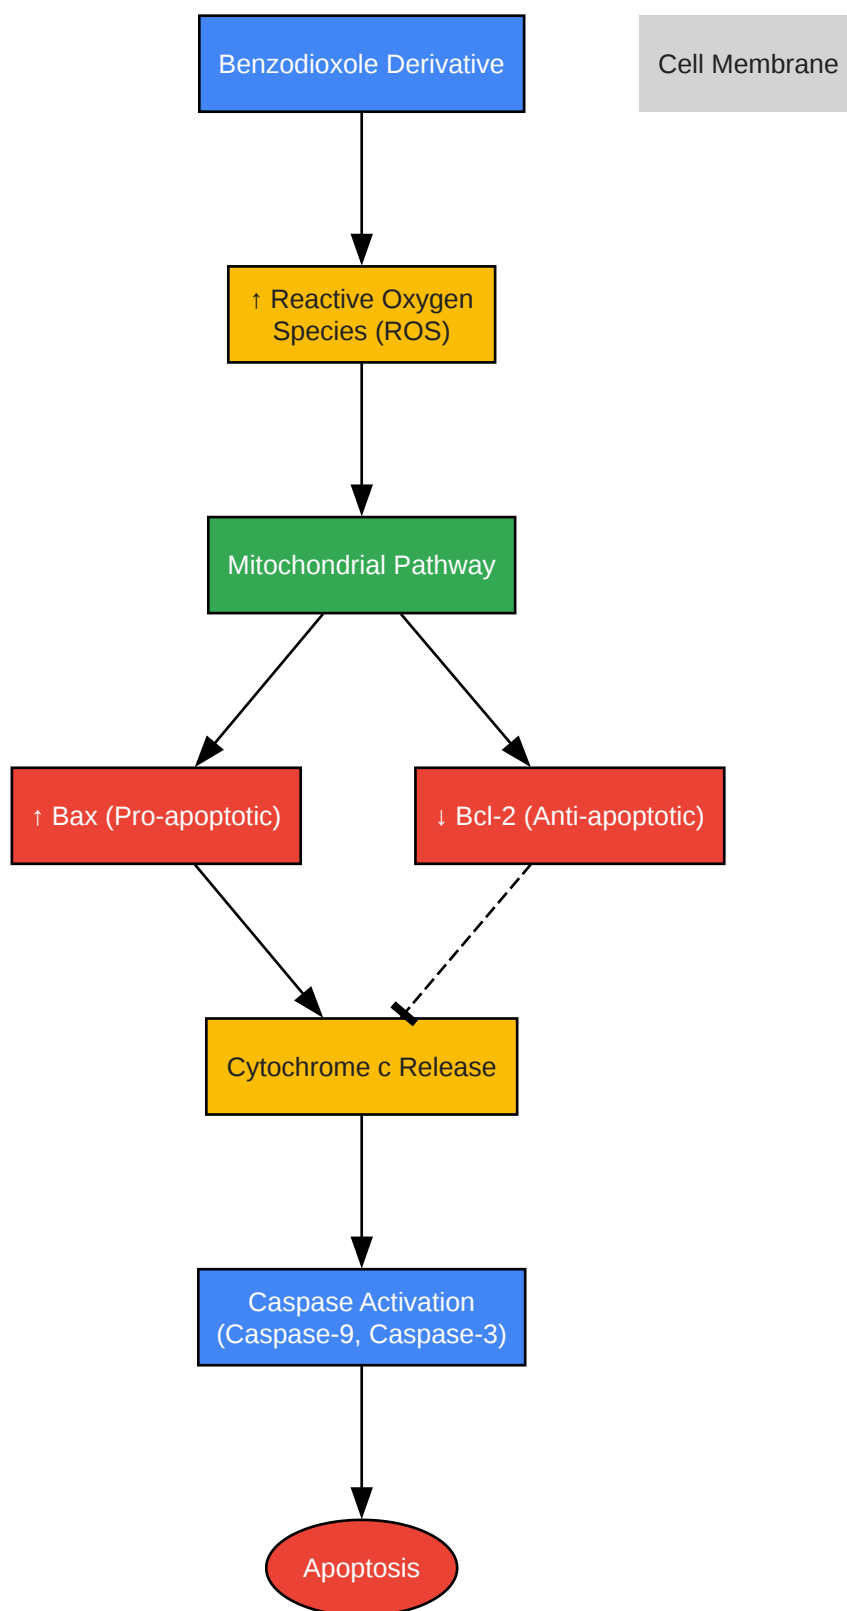 Benzodioxole Derivative
Cell Membrane
↑ Reactive Oxygen
Species (ROS)
Mitochondrial Pathway
↑ Bax (Pro-apoptotic)
↓ Bcl-2 (Anti-apoptotic)
Cytochrome c Release
Caspase Activation
(Caspase-9, Caspase-3)
Apoptosis